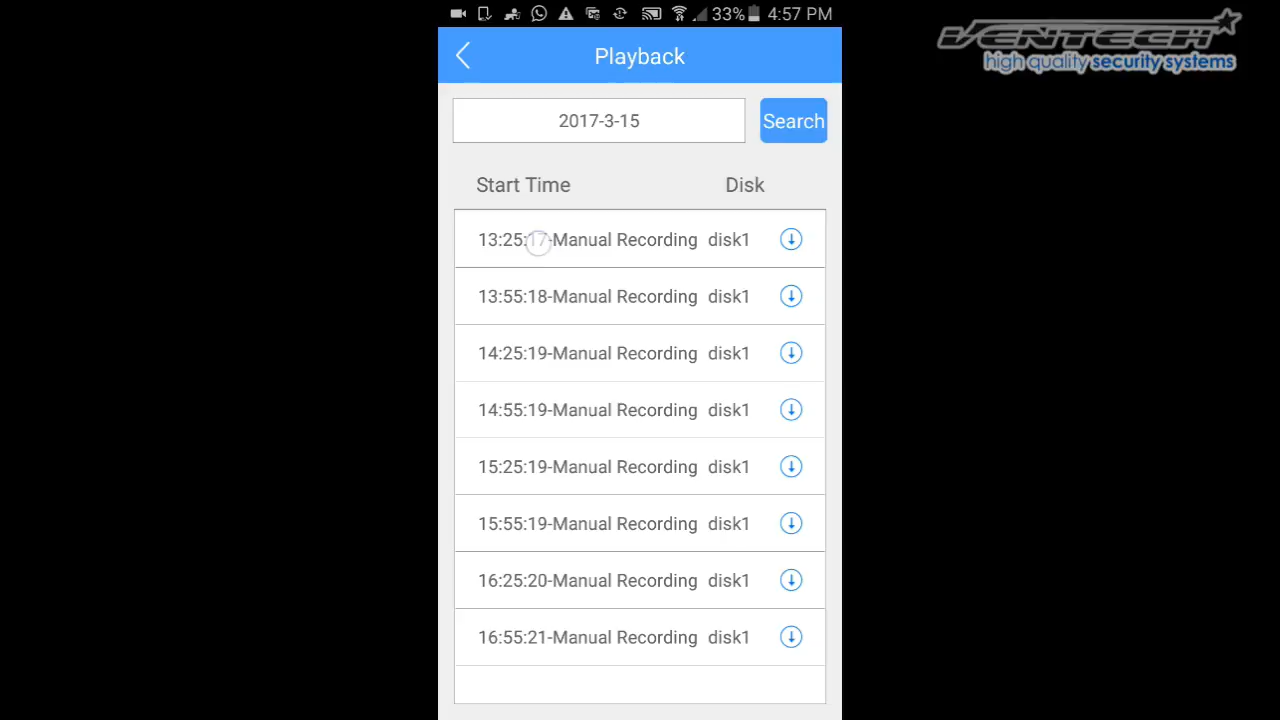 33% 4:57 PM
VENTECH
high quality security systems
Playback
2017-3-15
Search
Start Time Disk
13:25:17-Manual Recording disk1
13:55:18-Manual Recording disk1
14:25:19-Manual Recording disk1
14:55:19-Manual Recording disk1
15:25:19-Manual Recording disk1
15:55:19-Manual Recording disk1
16:25:20-Manual Recording disk1
16:55:21-Manual Recording disk1